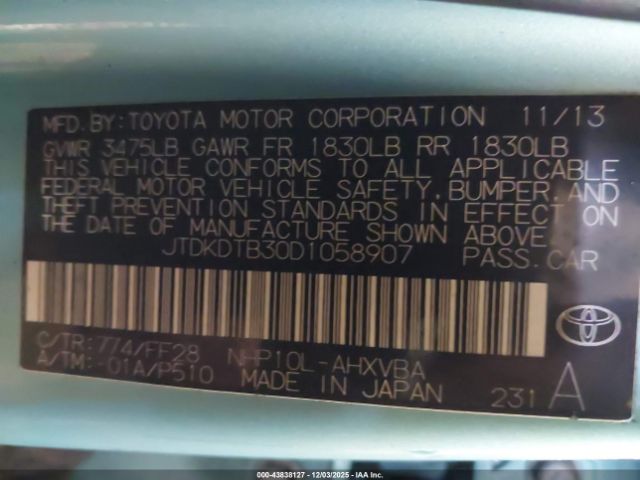 MFD.BY:TOYOTA MOTOR CORPORATION 11/13
GVWR 3475LB GAWR FR 1830LB RR 1830LB
THIS VEHICLE CONFORMS TO ALL APPLICABLE
FEDERAL MOTOR VEHICLE SAFETY,BUMPER,AND
THEFT PREVENTION STANDARDS IN EFFECT ON
THE DATE OF MANUFACTURE SHOWN ABOVE.
JTDKDTB30D1058907 PASS.CAR
C/TR:774/FF28 NHP10L-AHXVBA
A/TM:-01A/P510 MADE IN JAPAN 231 A
000-43838127 - 12/03/2025 - IAA Inc.